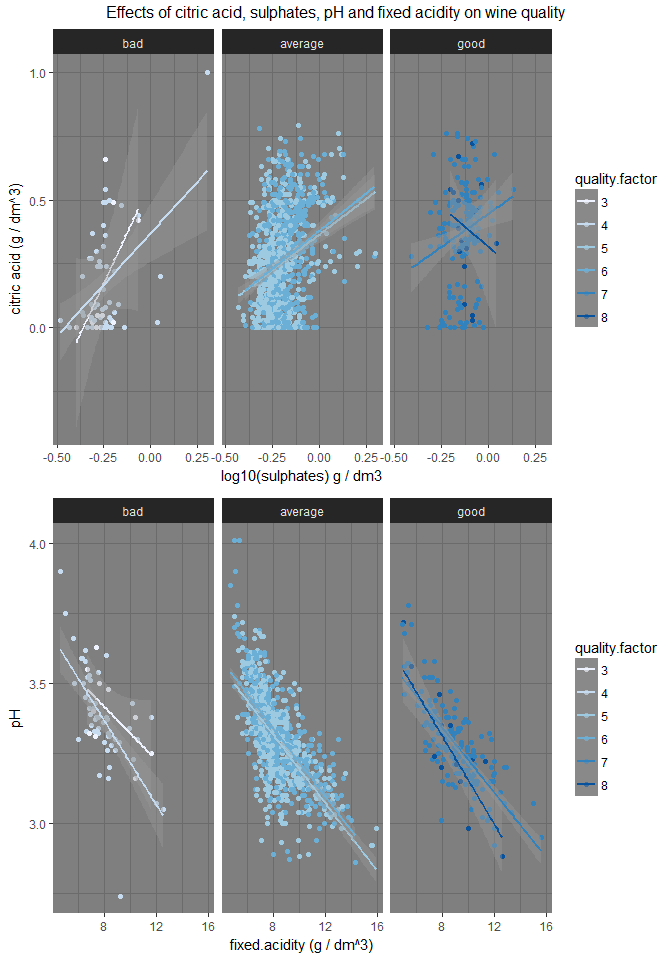 Effects of citric acid, sulphates, pH and fixed acidity on wine quality
bad average good
1.0
0.5
0.0
citric acid (g / dm^3)
-0.50 -0.25 0.00 0.25 -0.50 -0.25 0.00 0.25 -0.50 -0.25 0.00 0.25
log10(sulphates) g / dm3
quality.factor
3
4
5
6
7
8
bad average good
4.0
3.5
3.0
pH
8 12 16 8 12 16 8 12 16
fixed.acidity (g / dm^3)
quality.factor
3
4
5
6
7
8